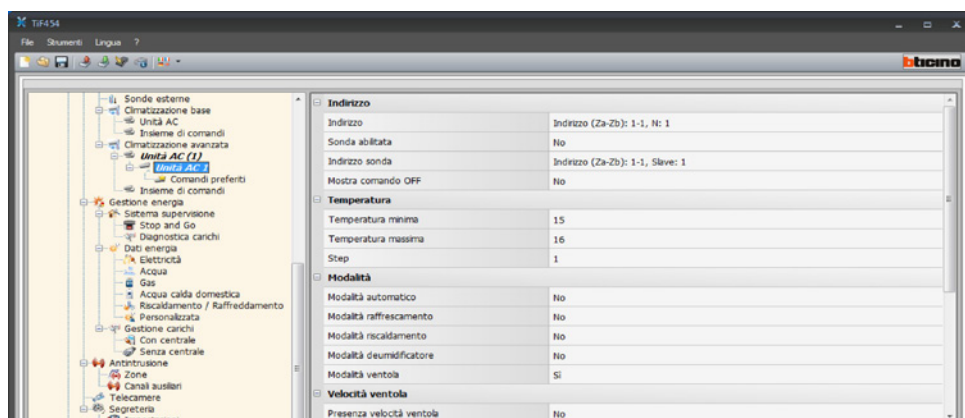 TiF454
File Strumenti Lingua ?
bticino
Sonde esterne
Climatizzazione base
Unità AC
Insieme di comandi
Climatizzazione avanzata
Unità AC (1)
Unità AC 1
Comandi preferiti
Insieme di comandi
Gestione energia
Sistema supervisione
Stop and Go
Diagnostica carichi
Dati energia
Elettricità
Acqua
Gas
Acqua calda domestica
Riscaldamento / Raffreddamento
Personalizzata
Gestione carichi
Con centrale
Senza centrale
Antintrusione
Zone
Canali ausiliari
Telecamere
Segreteria
Indirizzo
Indirizzo Indirizzo (Za-Zb): 1-1, N: 1
Sonda abilitata No
Indirizzo sonda Indirizzo (Za-Zb): 1-1, Slave: 1
Mostra comando OFF No
Temperatura
Temperatura minima 15
Temperatura massima 16
Step 1
Modalità
Modalità automatico No
Modalità raffrescamento No
Modalità riscaldamento No
Modalità deumidificatore No
Modalità ventola Sì
Velocità ventola
Presenza velocità ventola No